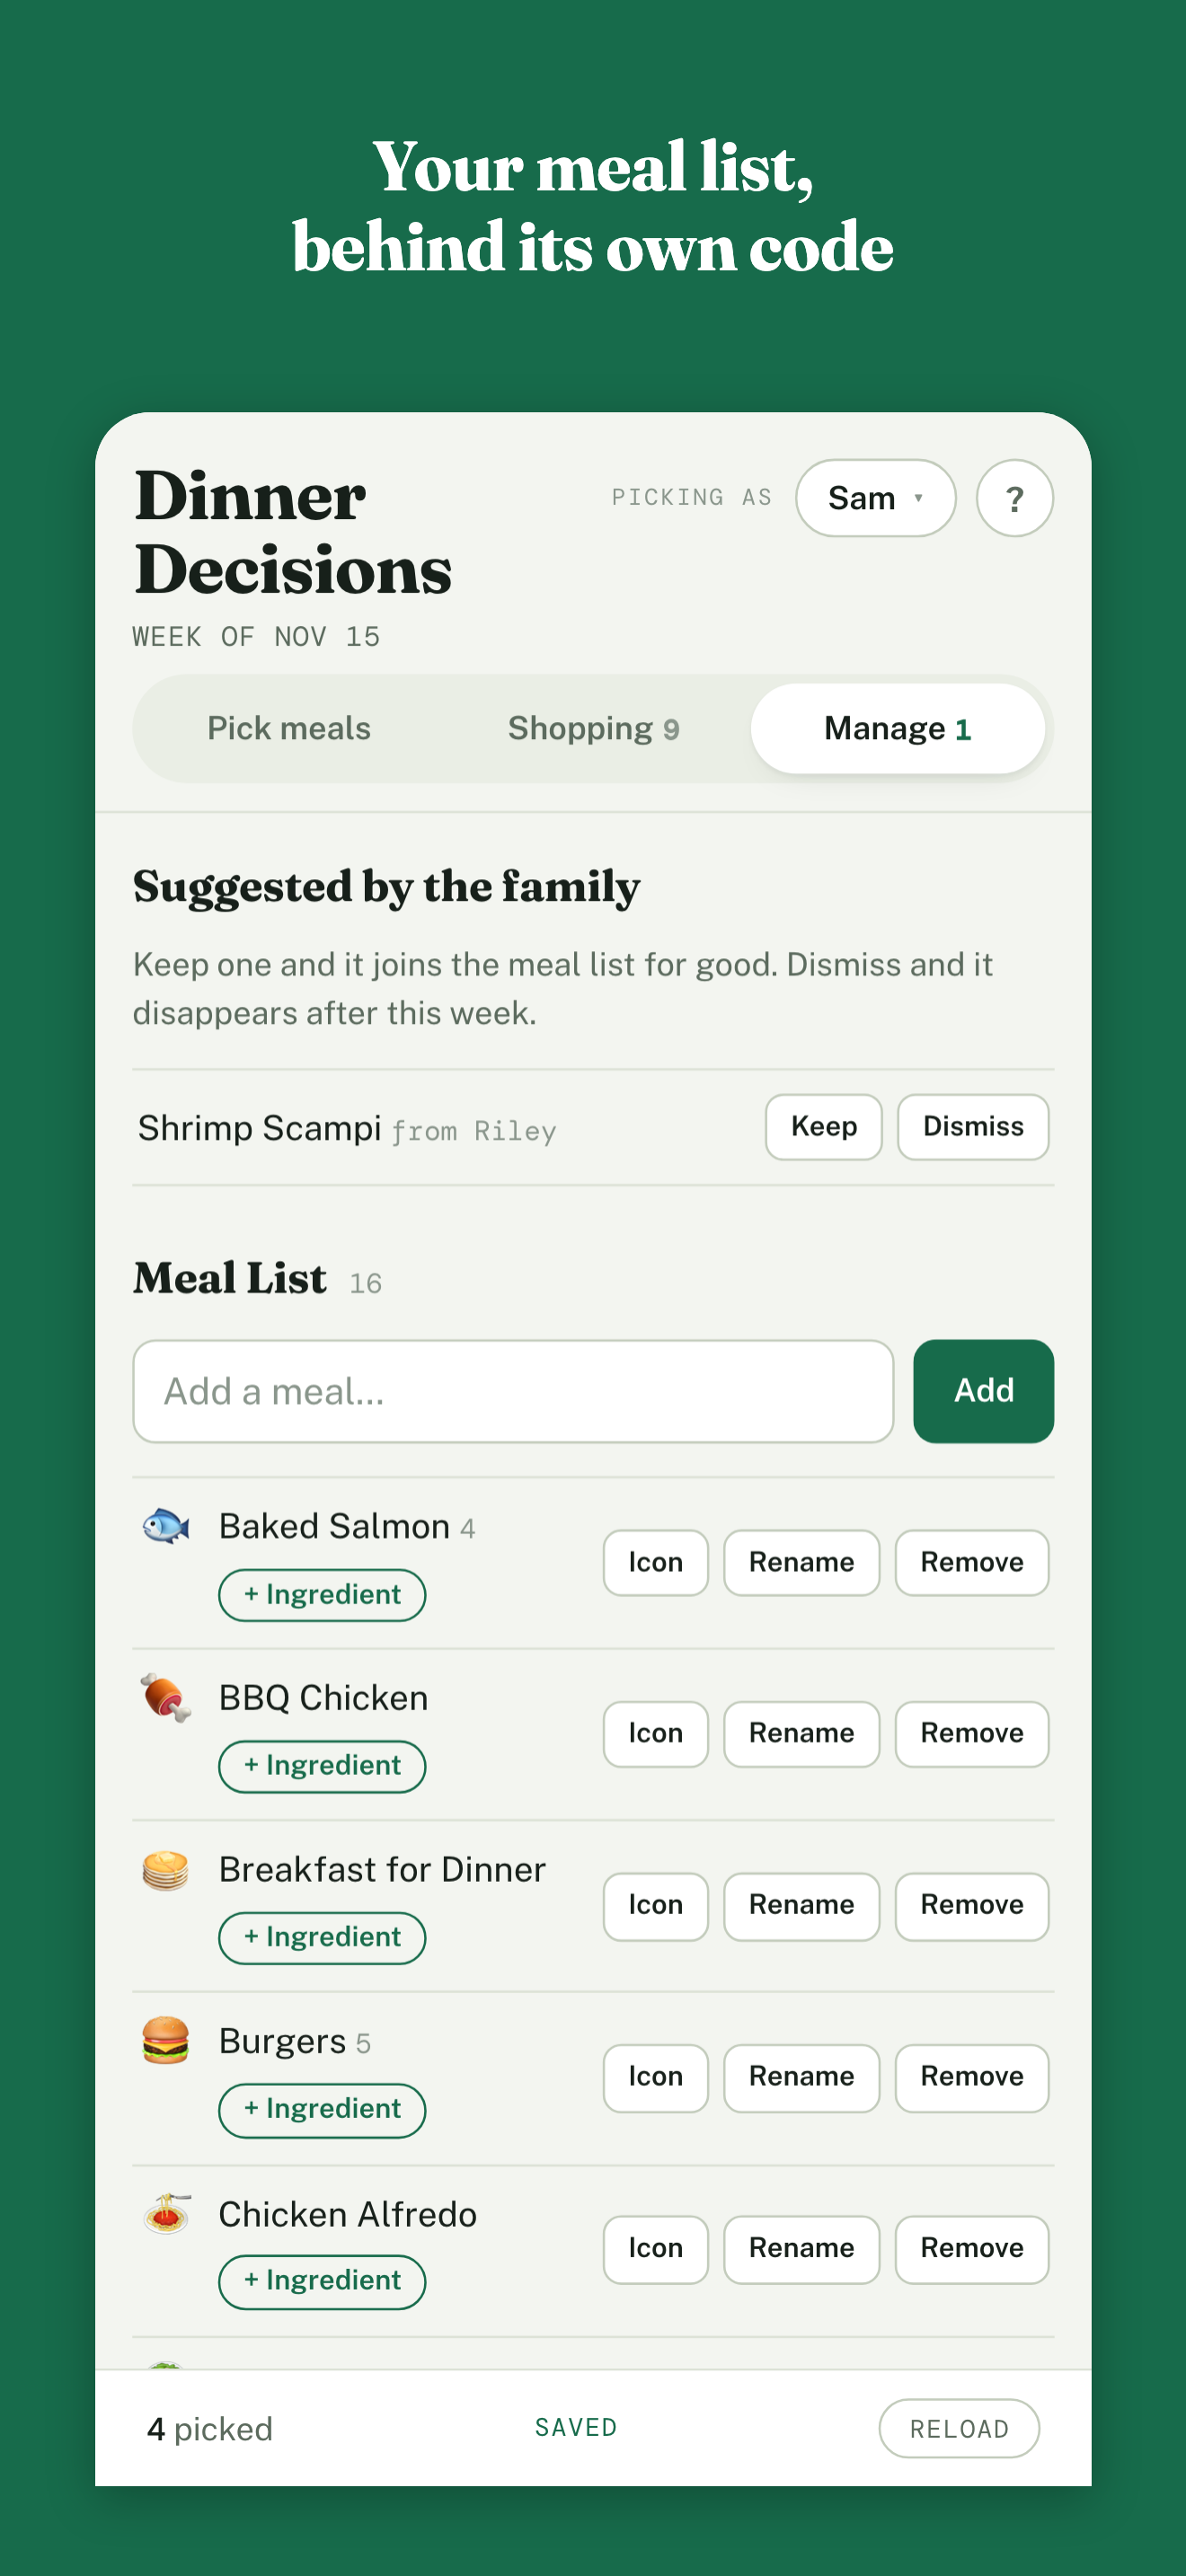 Your meal list,
behind its own code
Dinner
Decisions
PICKING AS Sam ▾ ?
WEEK OF NOV 15
Pick meals Shopping 9 Manage 1
Suggested by the family
Keep one and it joins the meal list for good. Dismiss and it
disappears after this week.
Shrimp Scampi from Riley Keep Dismiss
Meal List 16
Add a meal... Add
Baked Salmon 4
+ Ingredient
Icon Rename Remove
BBQ Chicken
+ Ingredient
Icon Rename Remove
Breakfast for Dinner
+ Ingredient
Icon Rename Remove
Burgers 5
+ Ingredient
Icon Rename Remove
Chicken Alfredo
+ Ingredient
Icon Rename Remove
4 picked SAVED RELOAD